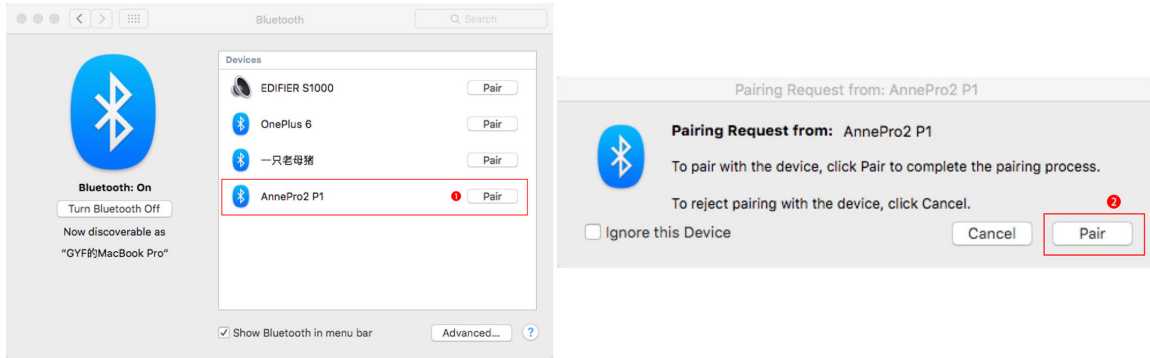 Bluetooth
Search
Devices
EDIFIER S1000
Pair
OnePlus 6
Pair
一只老母猪
Pair
AnnePro2 P1
1
Pair
Bluetooth: On
Turn Bluetooth Off
Now discoverable as
“GYF的MacBook Pro”
Show Bluetooth in menu bar
Advanced...
?
Pairing Request from: AnnePro2 P1
Pairing Request from: AnnePro2 P1
To pair with the device, click Pair to complete the pairing process.
To reject pairing with the device, click Cancel.
2
Ignore this Device
Cancel
Pair